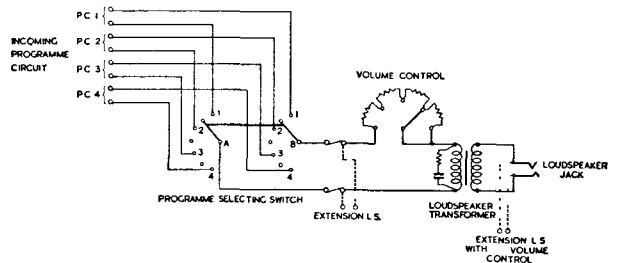 PC 1
PC 2
PC 3
PC 4
INCOMING
PROGRAMME
CIRCUIT
VOLUME CONTROL
1
1
2
2
A
B
3
3
4
4
PROGRAMME SELECTING SWITCH
EXTENSION L S.
LOUDSPEAKER
TRANSFORMER
LOUDSPEAKER
JACK
EXTENSION L S
WITH VOLUME
CONTROL